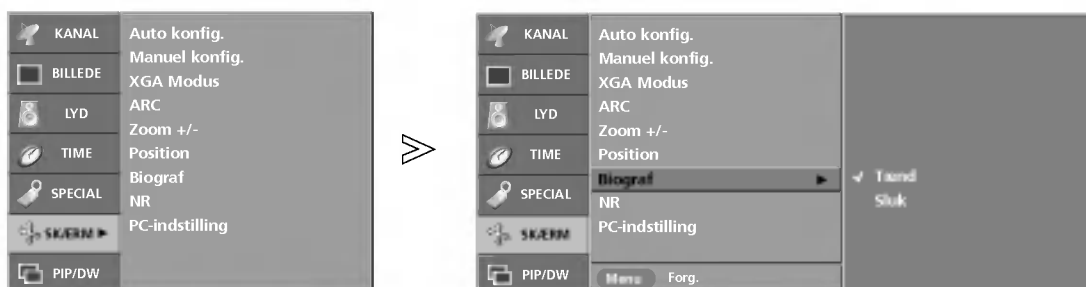 KANAL
BILLEDE
LYD
TIME
SPECIAL
SKÆRM
PIP/DW
Auto konfig.
Manuel konfig.
XGA Modus
ARC
Zoom +/-
Position
Biograf
NR
PC-indstilling
KANAL
BILLEDE
LYD
TIME
SPECIAL
SKÆRM
PIP/DW
Auto konfig.
Manuel konfig.
XGA Modus
ARC
Zoom +/-
Position
Biograf
NR
PC-indstilling
Menu Forg.
Tænd
Sluk